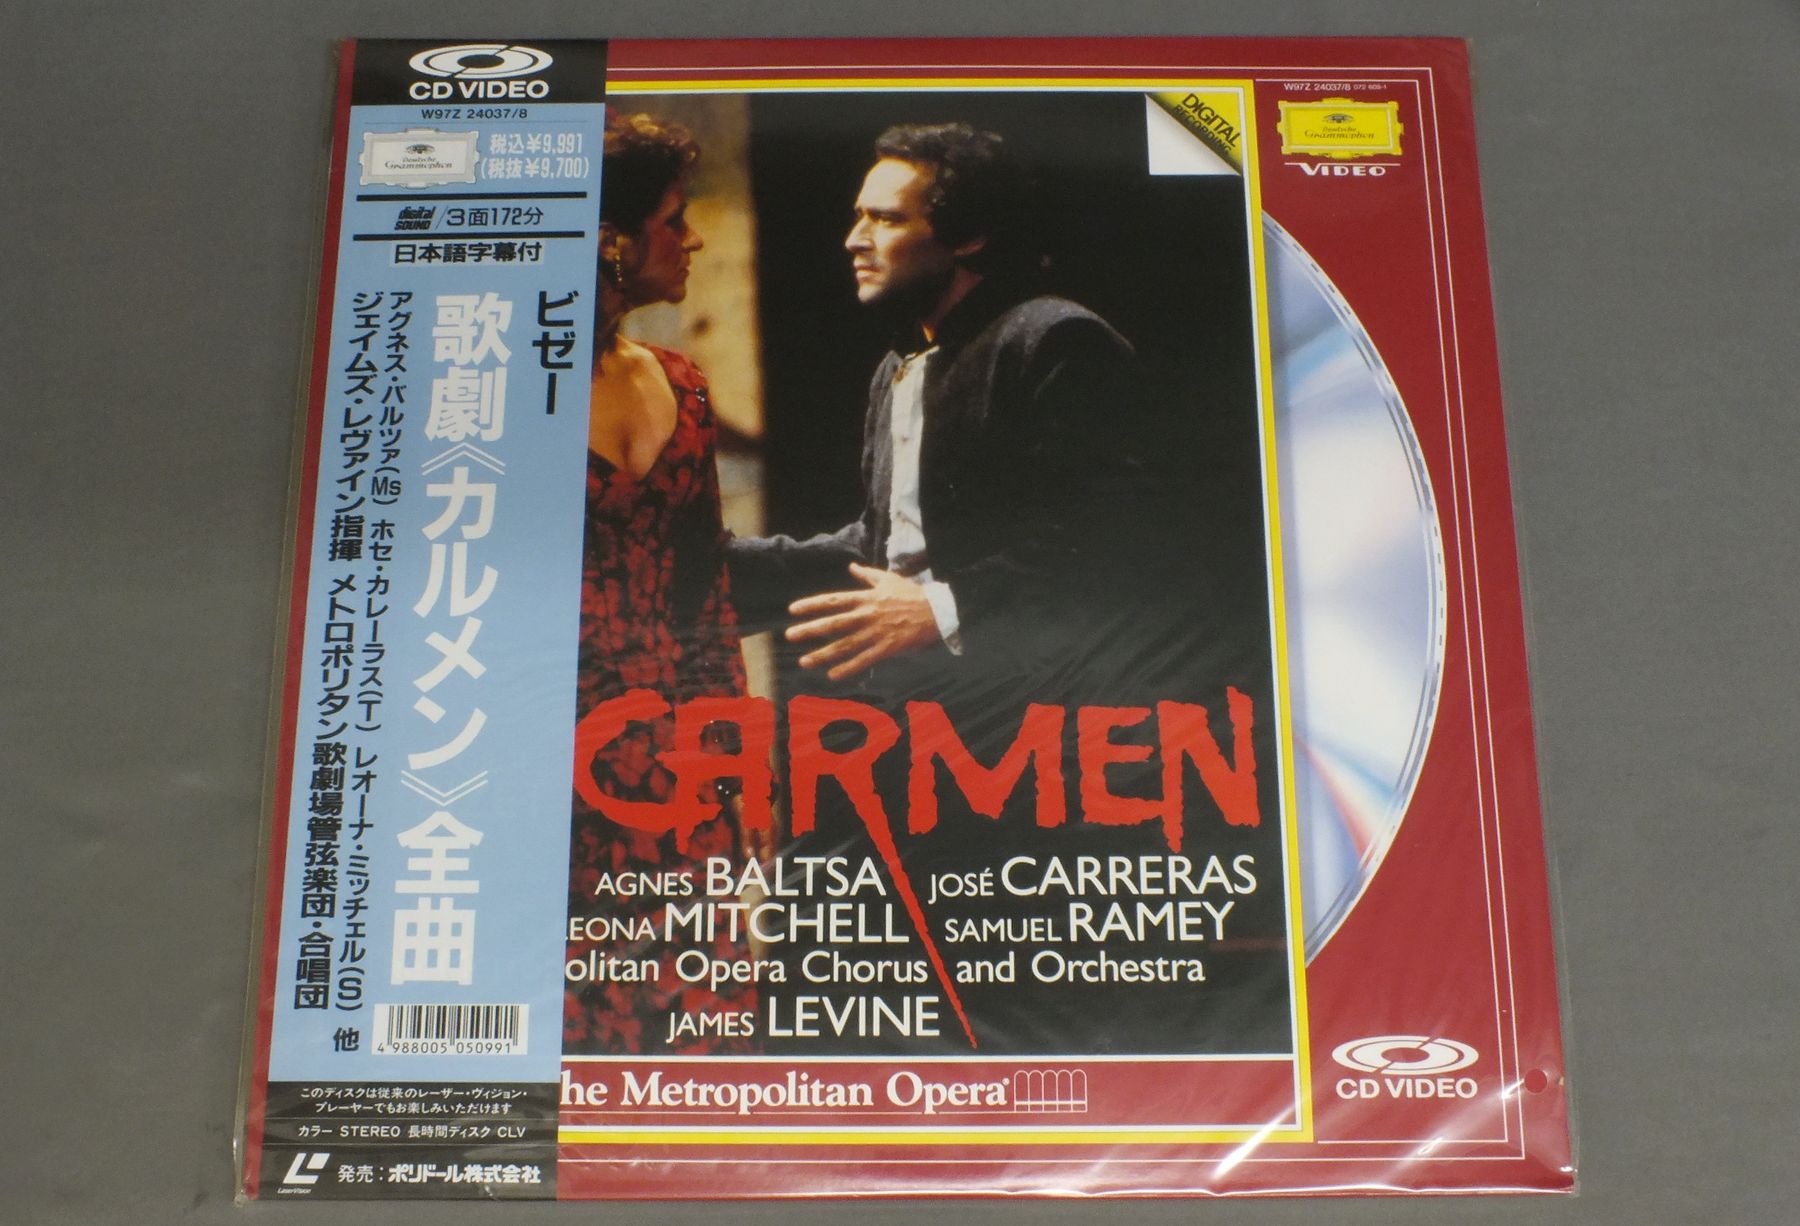 CD VIDEO
W97Z 24037/8
Deutsche
Grammophon
税込¥9,991
(税抜¥9,700)
digital
SOUND
/3面172分
日本語字幕付
ビゼー
歌劇《カルメン》全曲
アグネス・バルツァ(Ms) ホセ・カレーラス(T) レオーナ・ミッチェル(S) 他
ジェイムズ・レヴァイン指揮 メトロポリタン歌劇場管弦楽団・合唱団
4 988005 050991
このディスクは従来のレーザー・ヴィジョン・
プレーヤーでもお楽しみいただけます
カラー STEREO 長時間ディスク CLV
LaserVision
発売:ポリドール株式会社
DIGITAL
RECORDING
W97Z 24037/8 072 609-1
Deutsche
Grammophon
VIDEO
CARMEN
AGNES BALTSA JOSÉ CARRERAS
LEONA MITCHELL SAMUEL RAMEY
olitan Opera Chorus and Orchestra
JAMES LEVINE
he Metropolitan Opera
CD VIDEO